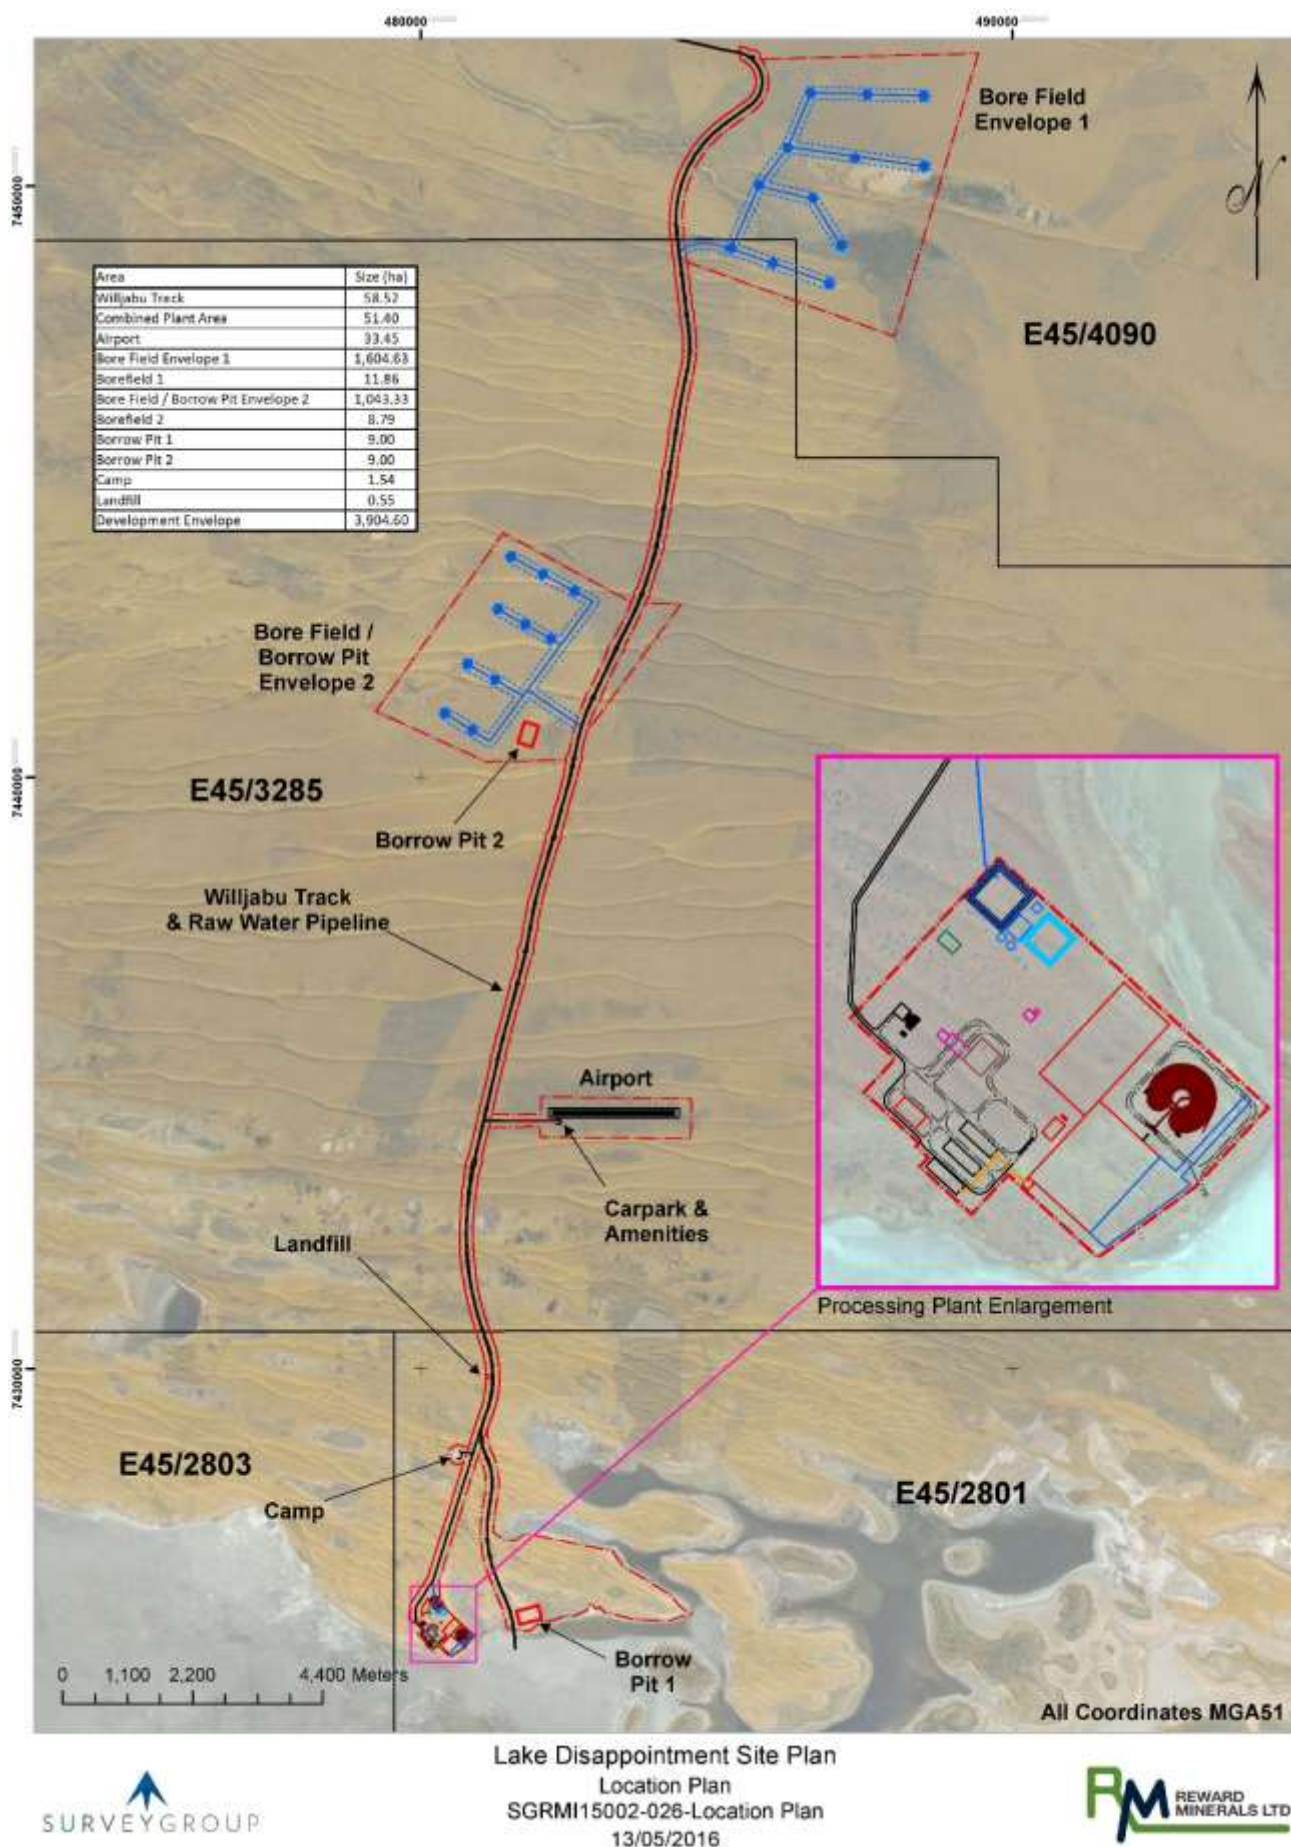 480000
490000
Bore Field
Envelope 1
N
7450000
Area Size (ha)
Willjabu Track 58.52
Combined Plant Area 51.40
Airport 33.45
Bore Field Envelope 1 1,604.63
Borefield 1 11.86
Bore Field / Borrow Pit Envelope 2 1,043.33
Borefield 2 8.79
Borrow Pit 1 9.00
Borrow Pit 2 9.00
Camp 1.54
Landfill 0.55
Development Envelope 3,904.60
E45/4090
Bore Field /
Borrow Pit
Envelope 2
7440000
E45/3285
Borrow Pit 2
Willjabu Track
& Raw Water Pipeline
Airport
Carpark &
Amenities
Landfill
Processing Plant Enlargement
7430000
E45/2803
E45/2801
Camp
Borrow
Pit 1
0 1,100 2,200 4,400 Meters
All Coordinates MGA51
Lake Disappointment Site Plan
Location Plan
SGRMI15002-026-Location Plan
13/05/2016
SURVEYGROUP
RM
REWARD
MINERALS LTD